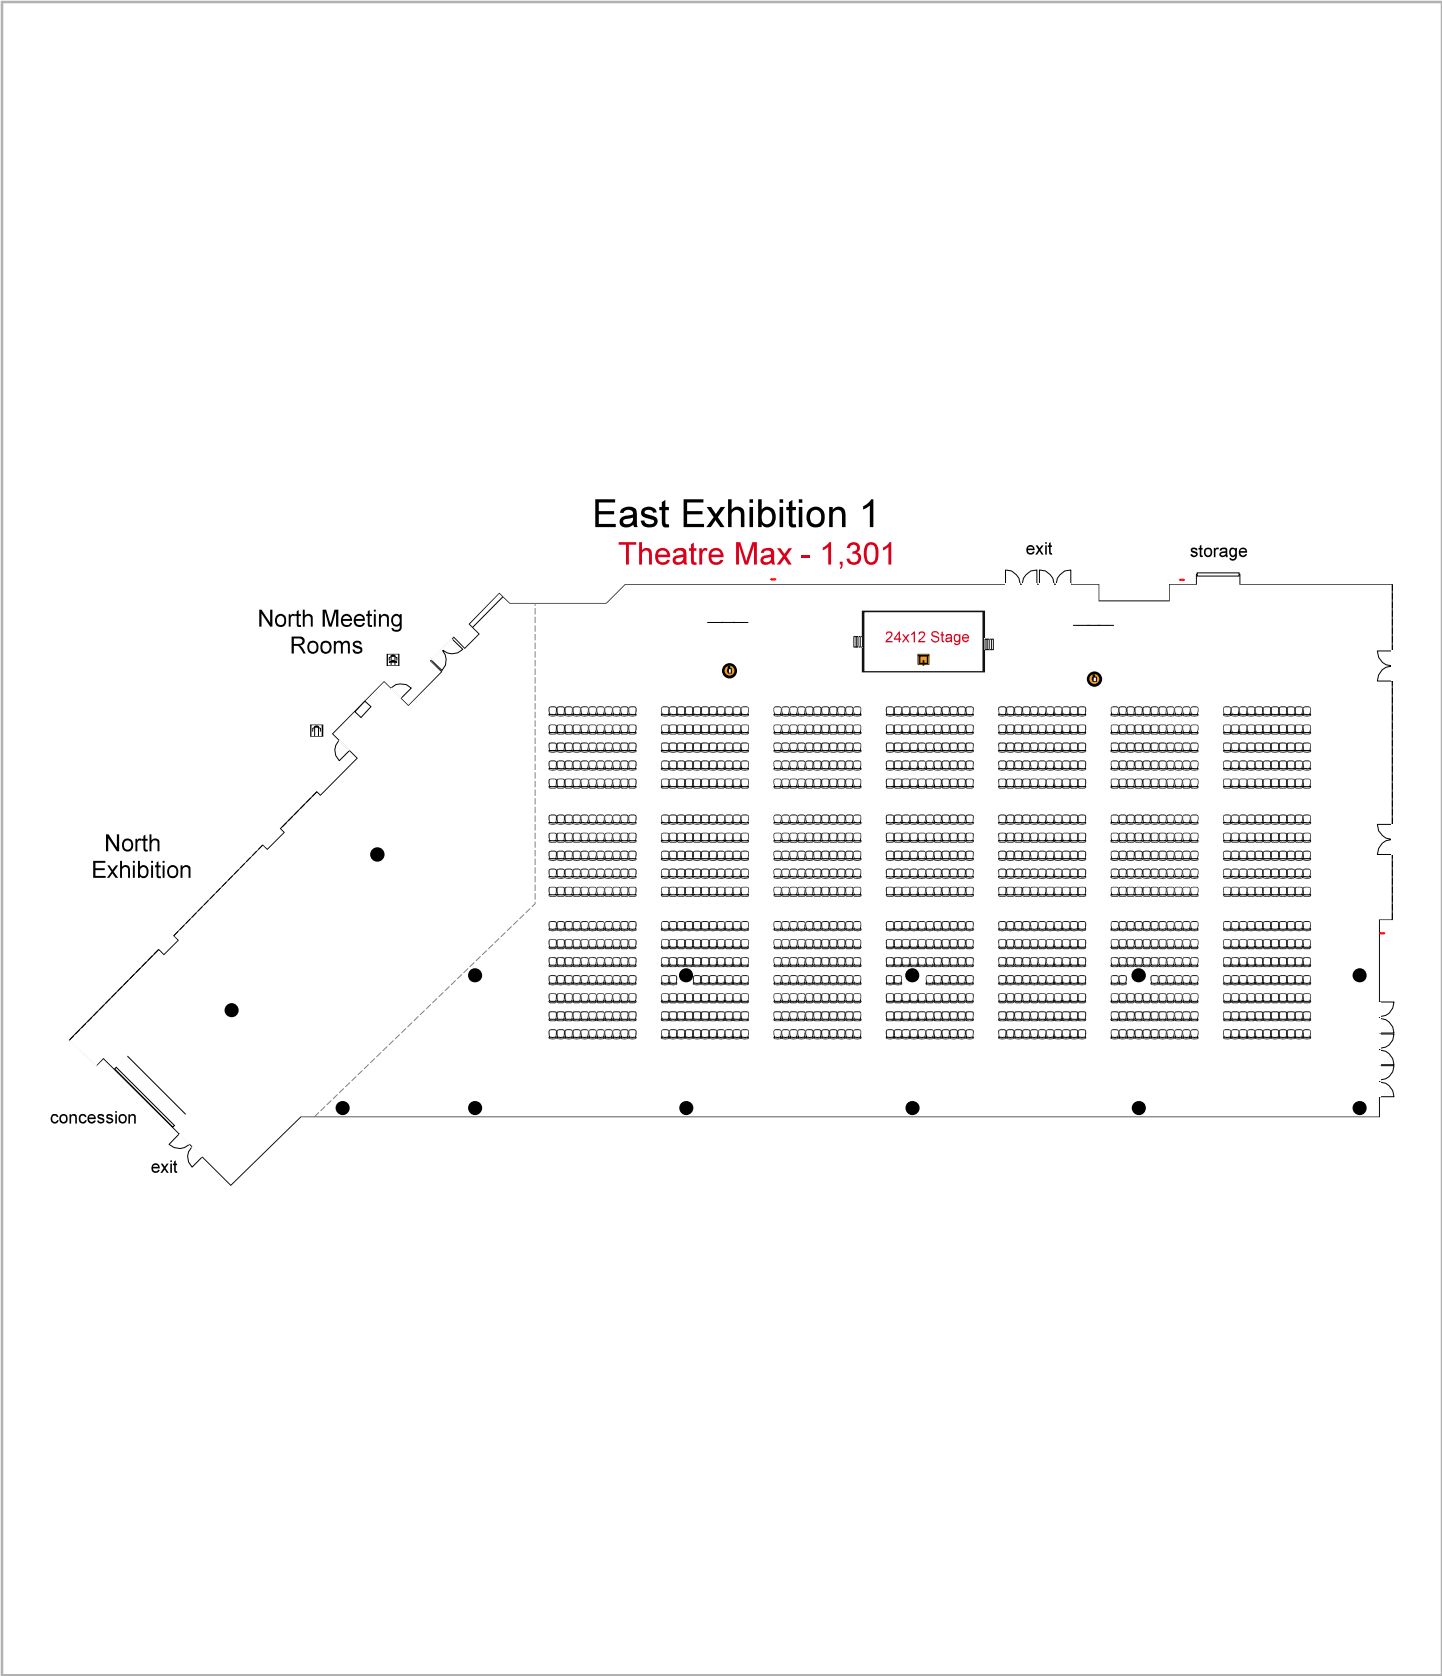 East Exhibition 1
Theatre Max - 1,301
exit
storage
North Meeting
Rooms
24x12 Stage
North
Exhibition
concession
exit